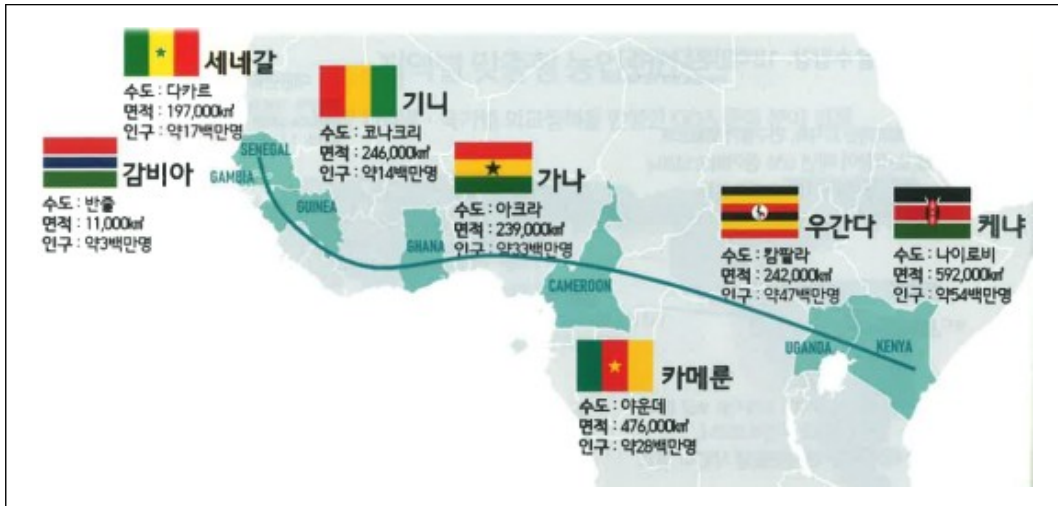 세네갈
수도 : 다카르
면적 : 197,000㎢
인구 : 약17백만명
기니
수도 : 코나크리
면적 : 246,000㎢
인구 : 약14백만명
감비아
수도 : 반줄
면적 : 11,000㎢
인구 : 약3백만명
가나
수도 : 아크라
면적 : 239,000㎢
인구 : 약33백만명
우간다
수도 : 캄팔라
면적 : 242,000㎢
인구 : 약47백만명
케냐
수도 : 나이로비
면적 : 592,000㎢
인구 : 약54백만명
카메룬
수도 : 야운데
면적 : 476,000㎢
인구 : 약28백만명
SENEGAL
GAMBIA
GUINEA
GHANA
CAMEROON
UGANDA
KENYA